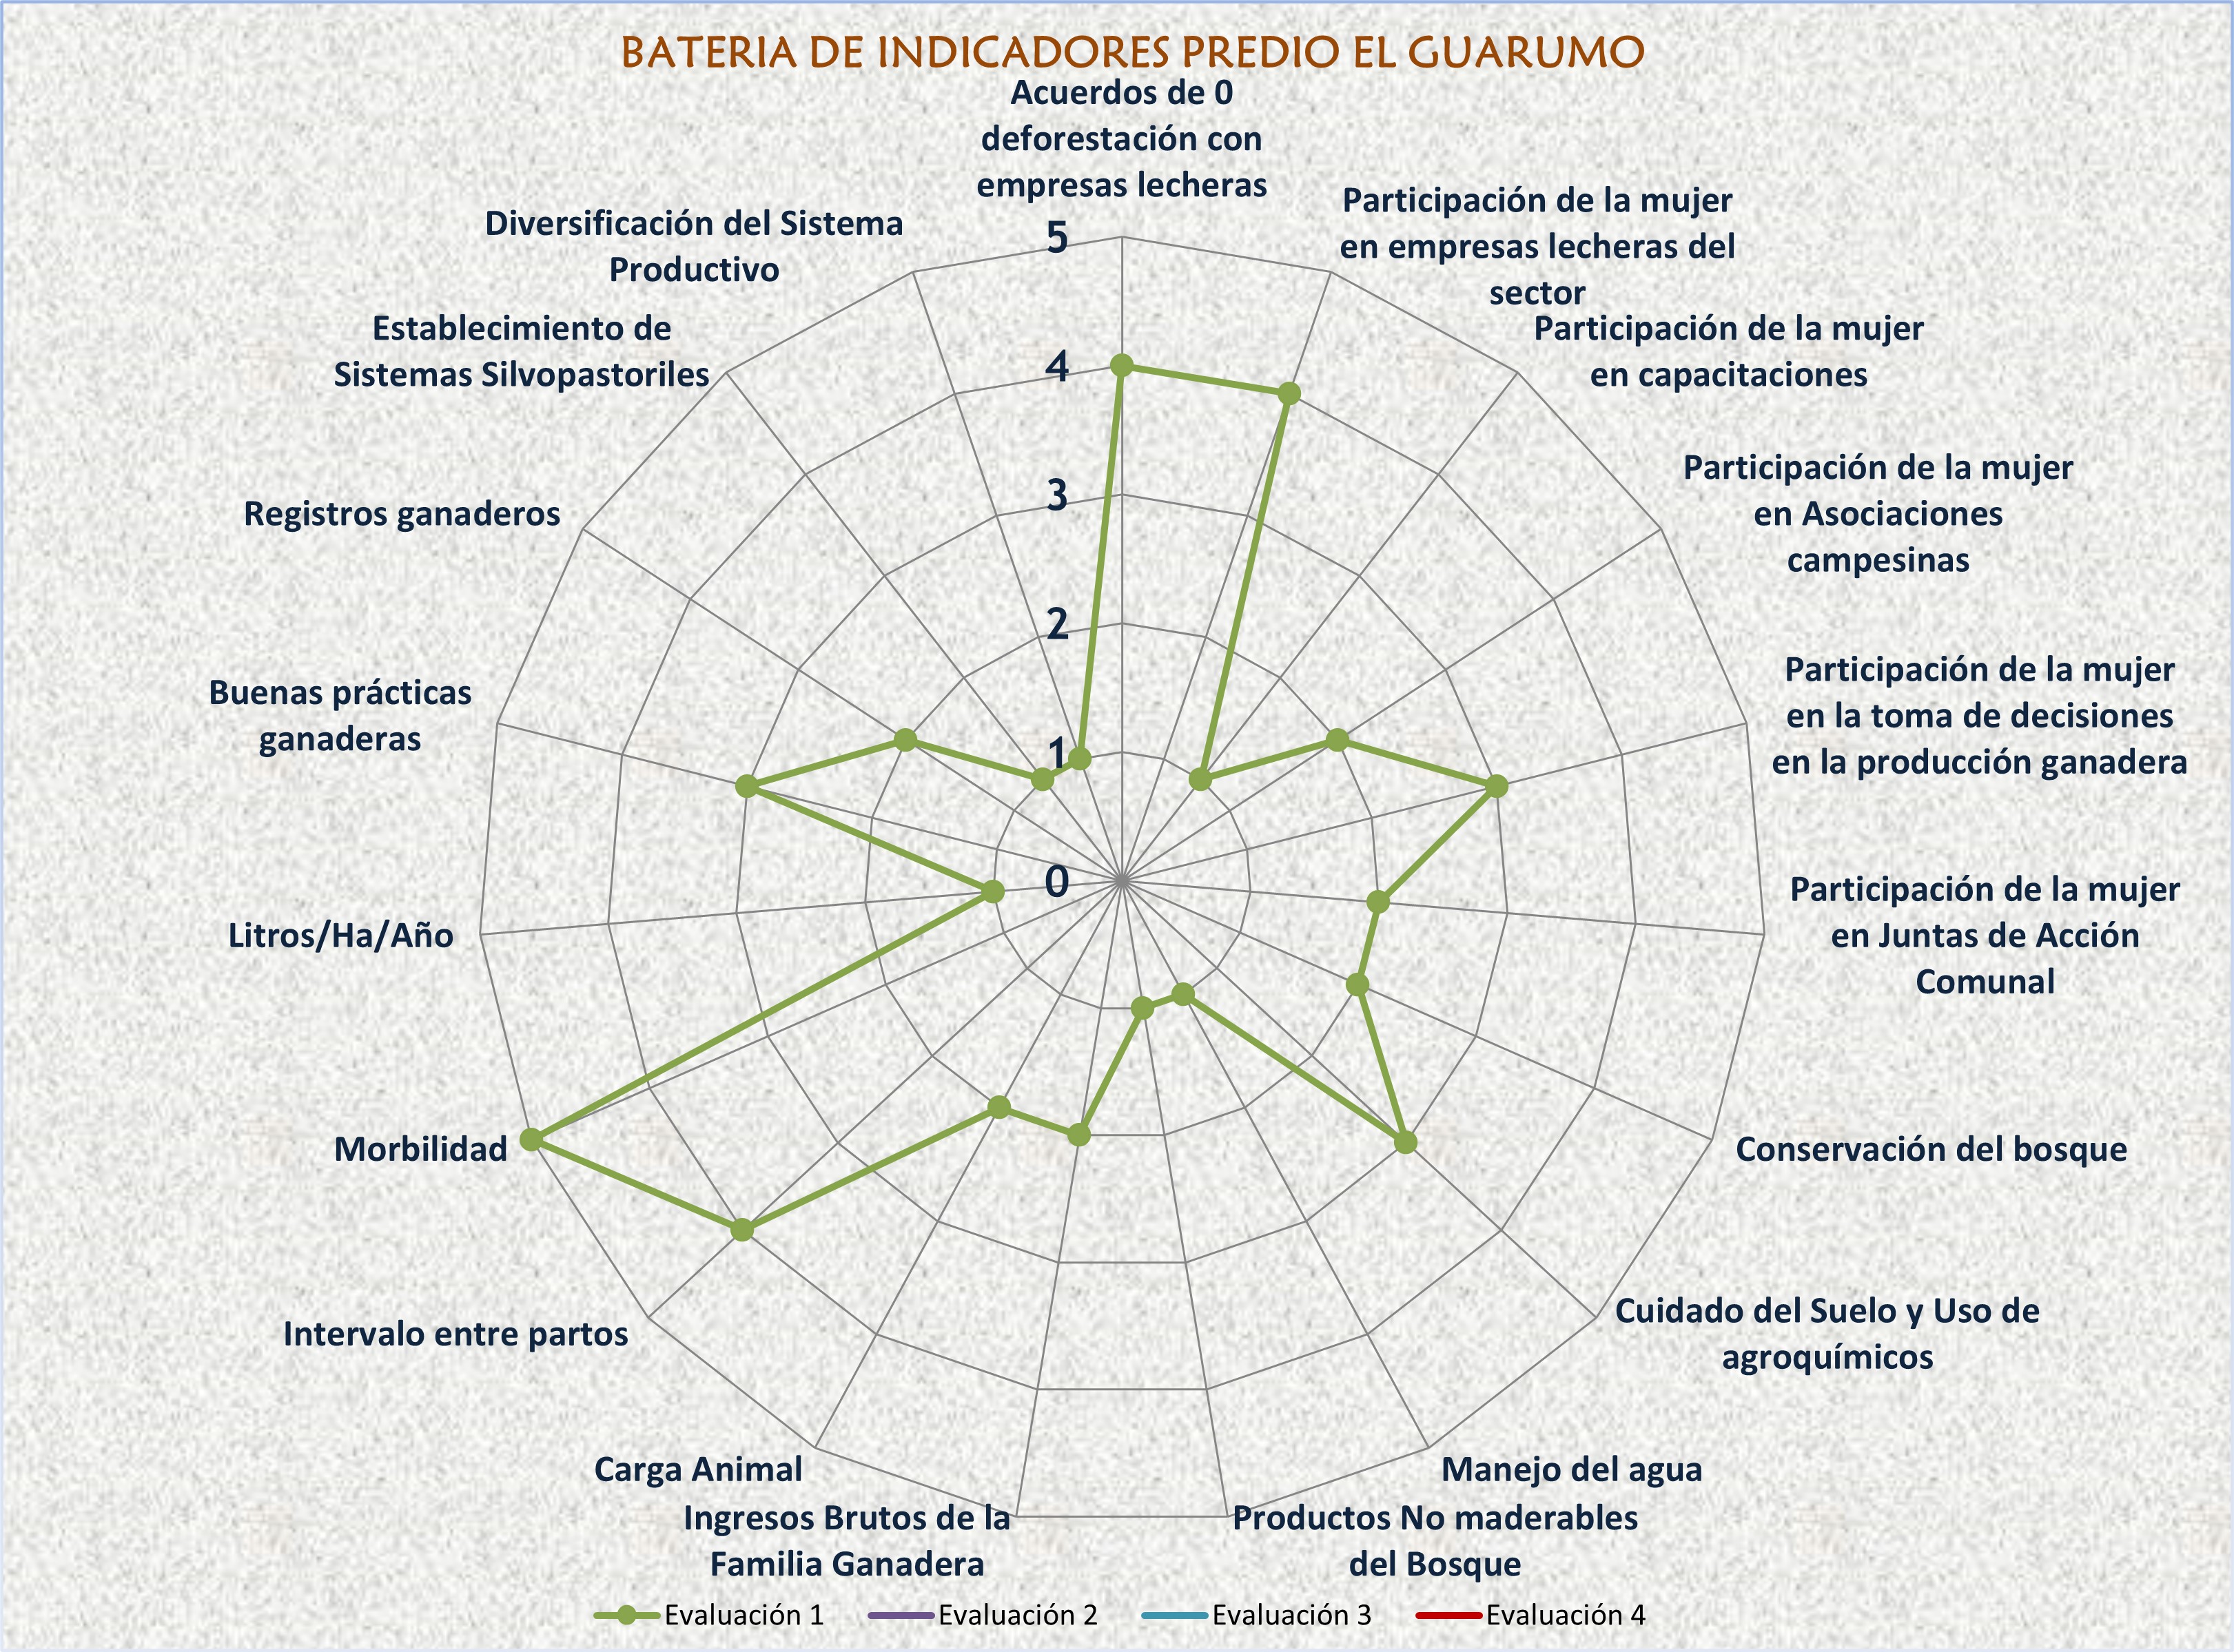 BATERIA DE INDICADORES PREDIO EL GUARUMO
Acuerdos de 0
deforestación con
empresas lecheras
Participación de la mujer
en empresas lecheras del
sector
Participación de la mujer
en capacitaciones
Participación de la mujer
en Asociaciones
campesinas
Participación de la mujer
en la toma de decisiones
en la producción ganadera
Participación de la mujer
en Juntas de Acción
Comunal
Conservación del bosque
Cuidado del Suelo y Uso de
agroquímicos
Manejo del agua
Productos No maderables
del Bosque
Ingresos Brutos de la
Familia Ganadera
Carga Animal
Intervalo entre partos
Morbilidad
Litros/Ha/Año
Buenas prácticas
ganaderas
Registros ganaderos
Establecimiento de
Sistemas Silvopastoriles
Diversificación del Sistema
Productivo
5
4
3
2
1
0
Evaluación 1
Evaluación 2
Evaluación 3
Evaluación 4